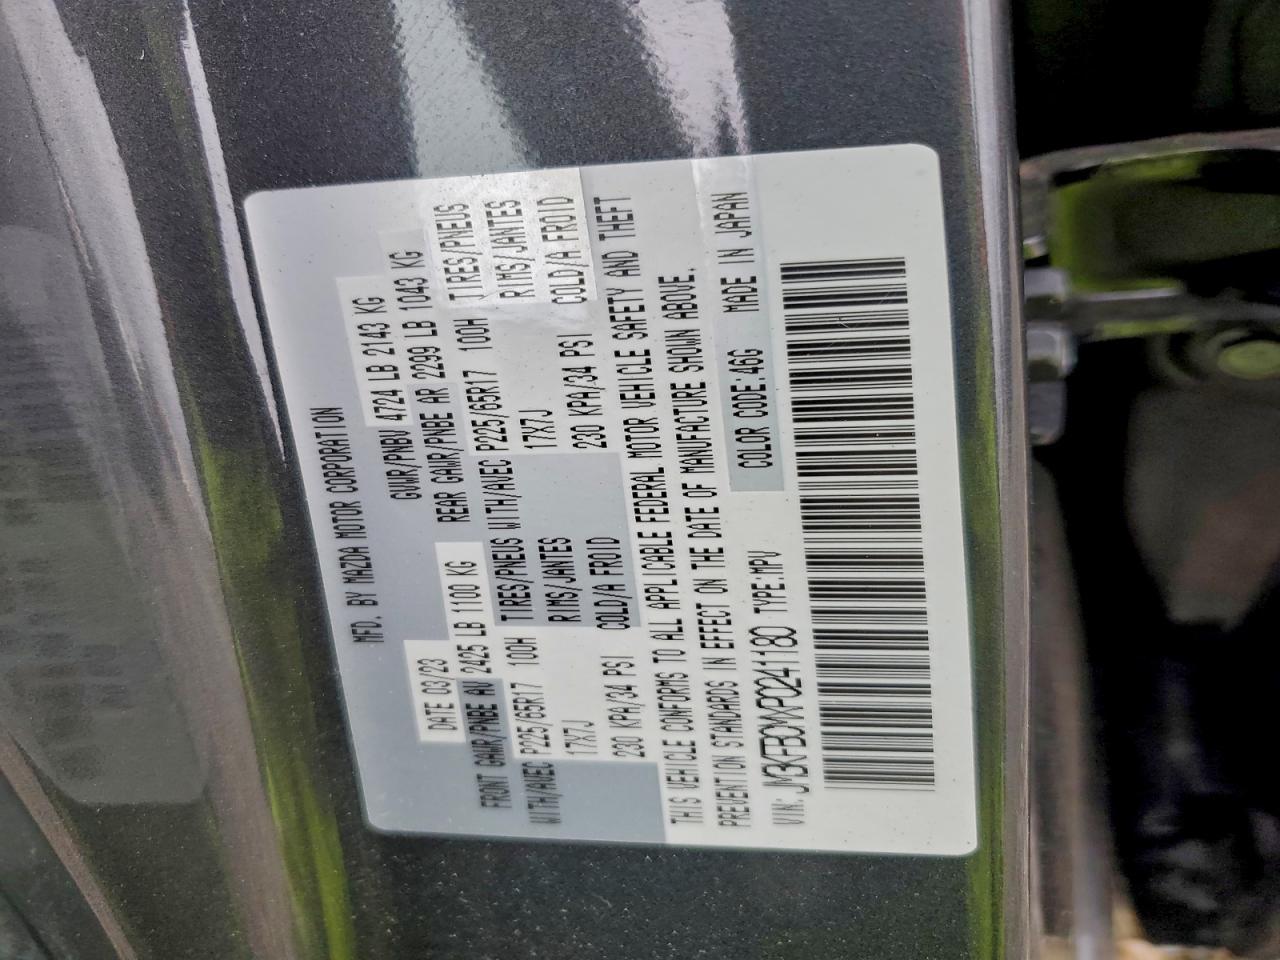 MFD. BY MAZDA MOTOR CORPORATION
DATE 03/23 GVWR/PNBV 4724 LB 2143 KG
FRONT GAWR/PNBE AV 2425 LB 1100 KG REAR GAWR/PNBE AR 2299 LB 1043 KG
WITH/AVEC P225/65R17 100H TIRES/PNEUS WITH/AVEC P225/65R17 100H TIRES/PNEUS
17X7J RIMS/JANTES 17X7J RIMS/JANTES
230 KPA/34 PSI COLD/A FROID 230 KPA/34 PSI COLD/A FROID
THIS VEHICLE CONFORMS TO ALL APPLICABLE FEDERAL MOTOR VEHICLE SAFETY AND THEFT
PREVENTION STANDARDS IN EFFECT ON THE DATE OF MANUFACTURE SHOWN ABOVE.
VIN: JM3KFBCMXP0241180 TYPE:MPV COLOR CODE:46G MADE IN JAPAN